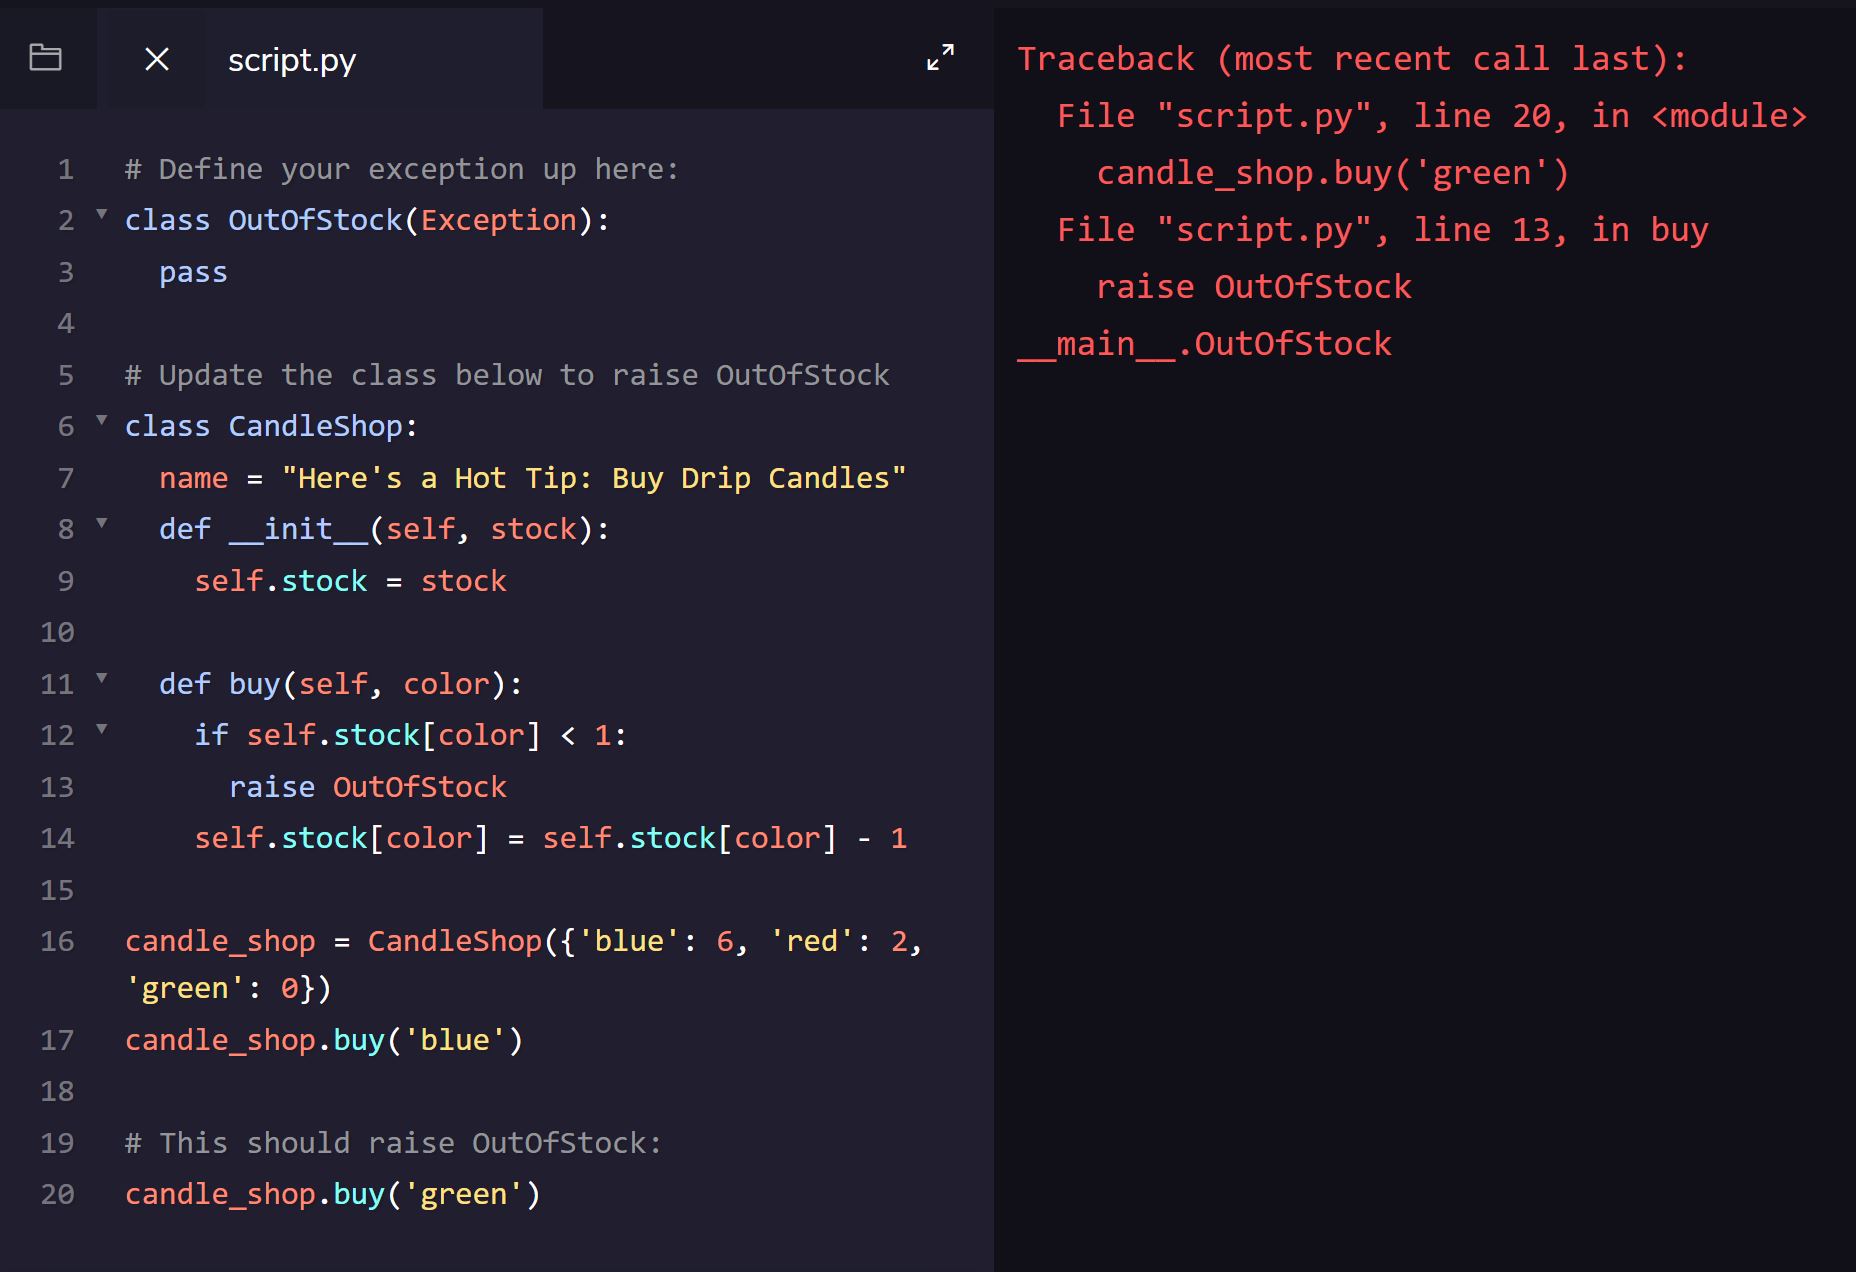 script.py
1 # Define your exception up here:
2 class OutOfStock(Exception):
3   pass
4
5 # Update the class below to raise OutOfStock
6 class CandleShop:
7   name = "Here's a Hot Tip: Buy Drip Candles"
8   def __init__(self, stock):
9     self.stock = stock
10
11   def buy(self, color):
12     if self.stock[color] < 1:
13       raise OutOfStock
14     self.stock[color] = self.stock[color] - 1
15
16 candle_shop = CandleShop({'blue': 6, 'red': 2,
'green': 0})
17 candle_shop.buy('blue')
18
19 # This should raise OutOfStock:
20 candle_shop.buy('green')
Traceback (most recent call last):
  File "script.py", line 20, in <module>
    candle_shop.buy('green')
  File "script.py", line 13, in buy
    raise OutOfStock
__main__.OutOfStock